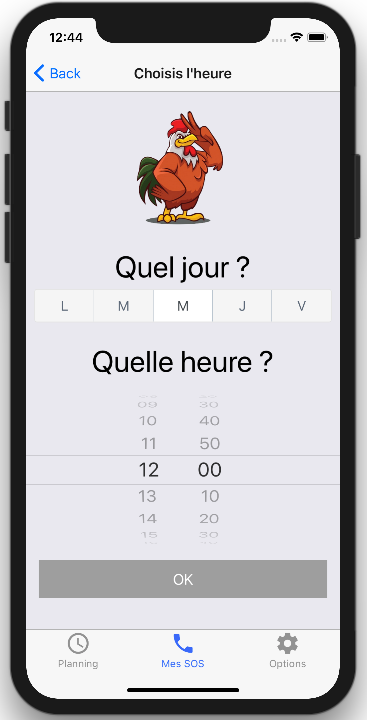 12:44
Back Choisis l'heure
Quel jour ?
L M M J V
Quelle heure ?
09 30
10 40
11 50
12 00
13 10
14 20
15 30
OK
Planning Mes SOS Options